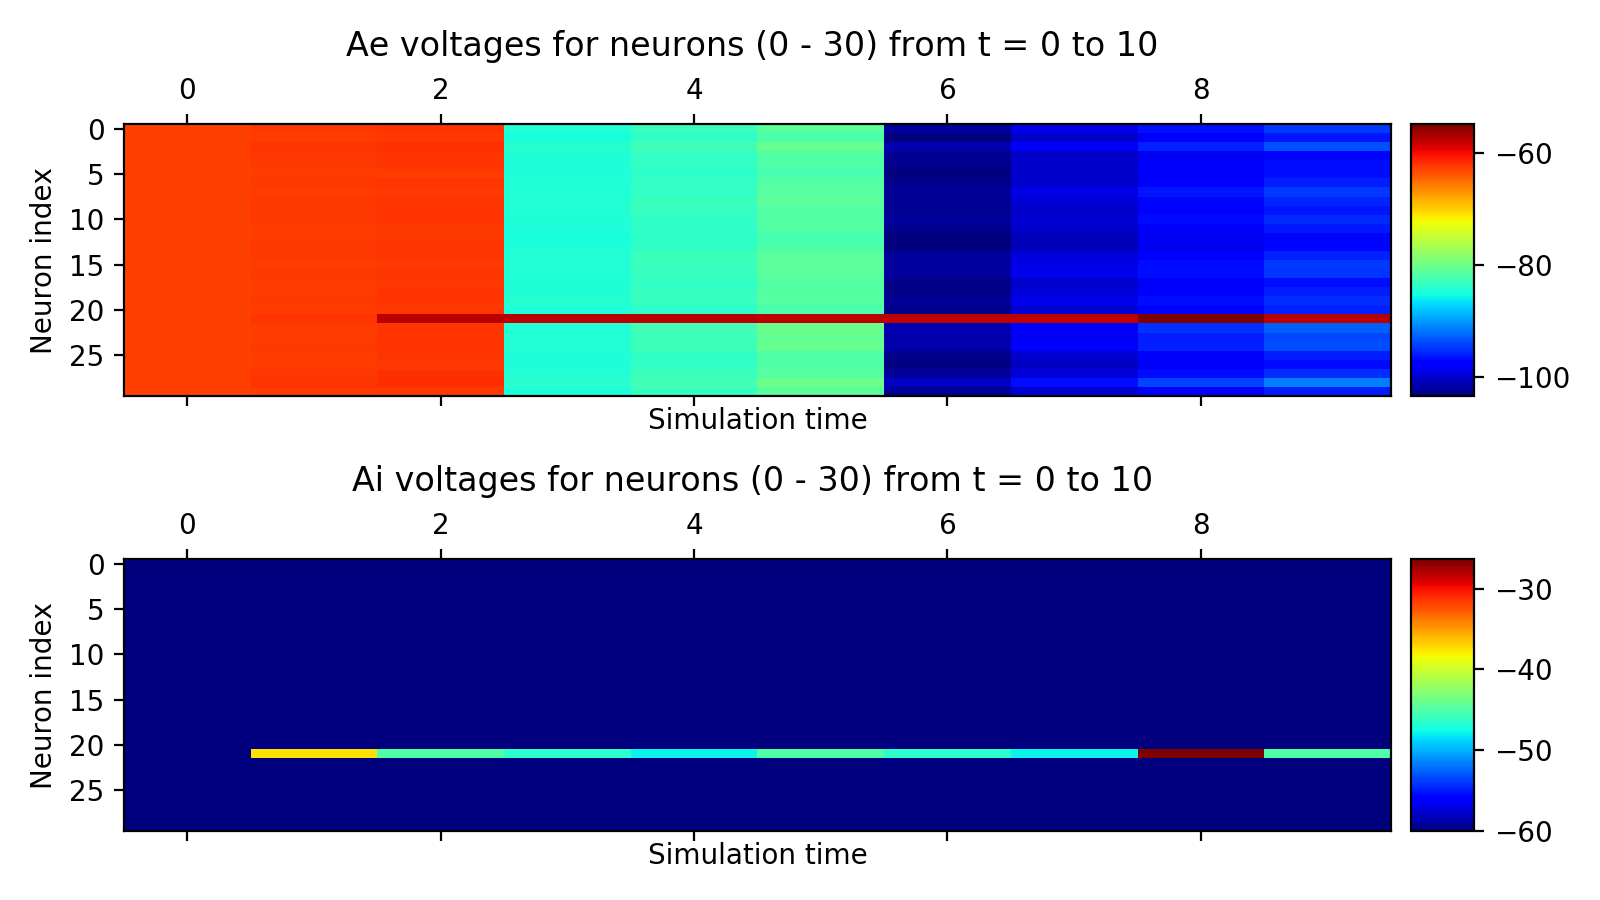 Ae voltages for neurons (0 - 30) from t = 0 to 10
0 2 4 6 8
Neuron index
0
5
10
15
20
25
Simulation time
−60
−80
−100
Ai voltages for neurons (0 - 30) from t = 0 to 10
0 2 4 6 8
Neuron index
0
5
10
15
20
25
Simulation time
−30
−40
−50
−60